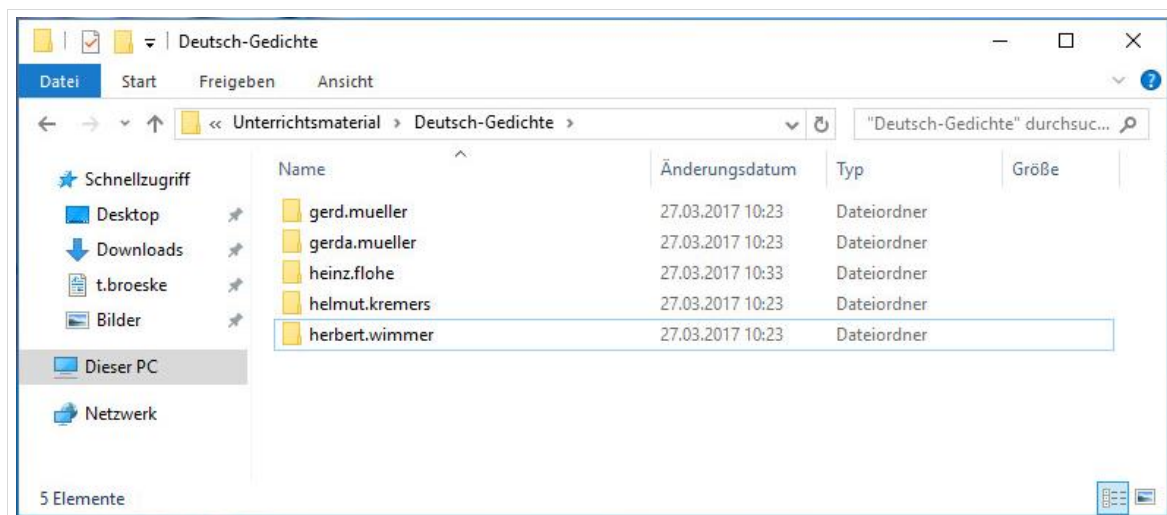 Deutsch-Gedichte
Datei Start Freigeben Ansicht
« Unterrichtsmaterial › Deutsch-Gedichte › "Deutsch-Gedichte" durchsuc...
Name Änderungsdatum Typ Größe
Schnellzugriff
Desktop
Downloads
t.broeske
Bilder
Dieser PC
Netzwerk
gerd.mueller 27.03.2017 10:23 Dateiordner
gerda.mueller 27.03.2017 10:23 Dateiordner
heinz.flohe 27.03.2017 10:33 Dateiordner
helmut.kremers 27.03.2017 10:23 Dateiordner
herbert.wimmer 27.03.2017 10:23 Dateiordner
5 Elemente